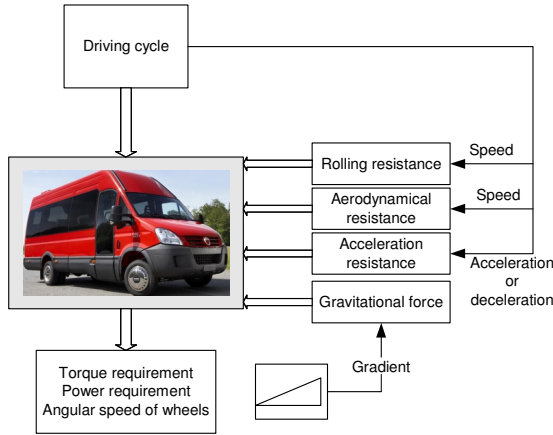 Driving cycle
Speed
Rolling resistance
Speed
Aerodynamical
resistance
Acceleration
resistance
Acceleration
or
deceleration
Gravitational force
Gradient
Torque requirement
Power requirement
Angular speed of wheels